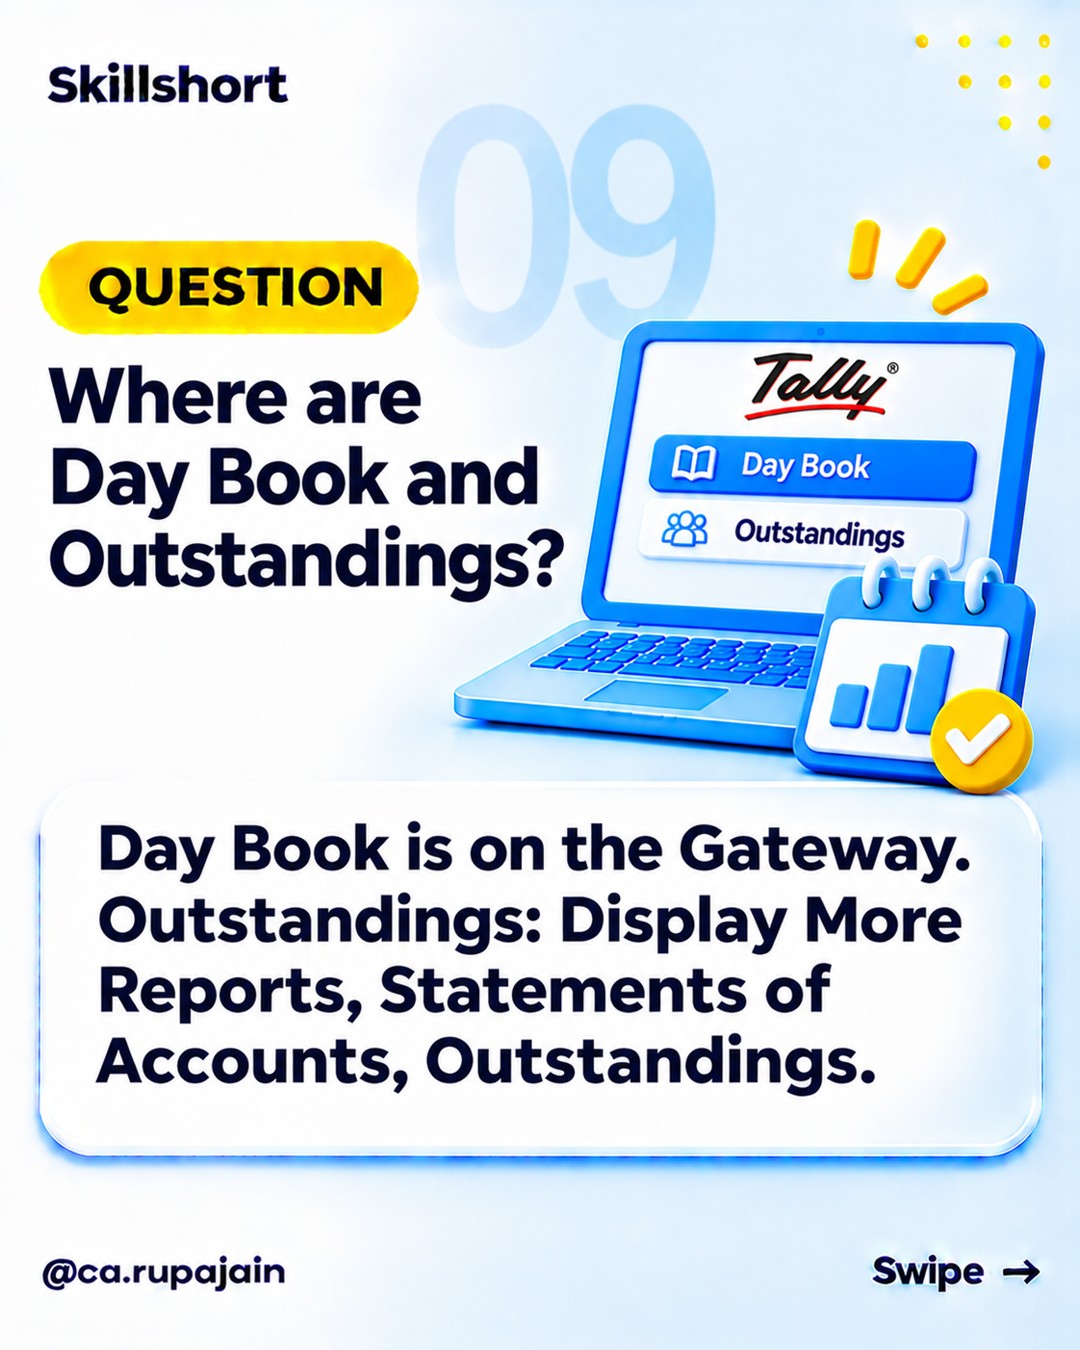 Skillshort
09
QUESTION
Where are
Day Book and
Outstandings?
Tally®
Day Book
Outstandings
Day Book is on the Gateway.
Outstandings: Display More
Reports, Statements of
Accounts, Outstandings.
@ca.rupajain
Swipe →